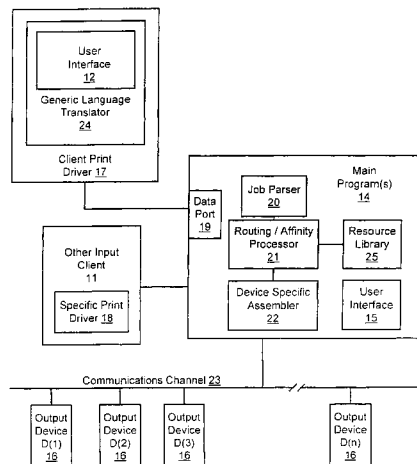 User
Interface
12
Generic Language
Translator
24
Client Print
Driver 17
Main
Program(s)
14
Data
Port
19
Job Parser
20
Routing / Affinity
Processor
21
Resource
Library
25
Device Specific
Assembler
22
User
Interface
15
Other Input
Client
11
Specific Print
Driver 18
Communications Channel 23
Output
Device
D(1)
16
Output
Device
D(2)
16
Output
Device
D(3)
16
Output
Device
D(n)
16